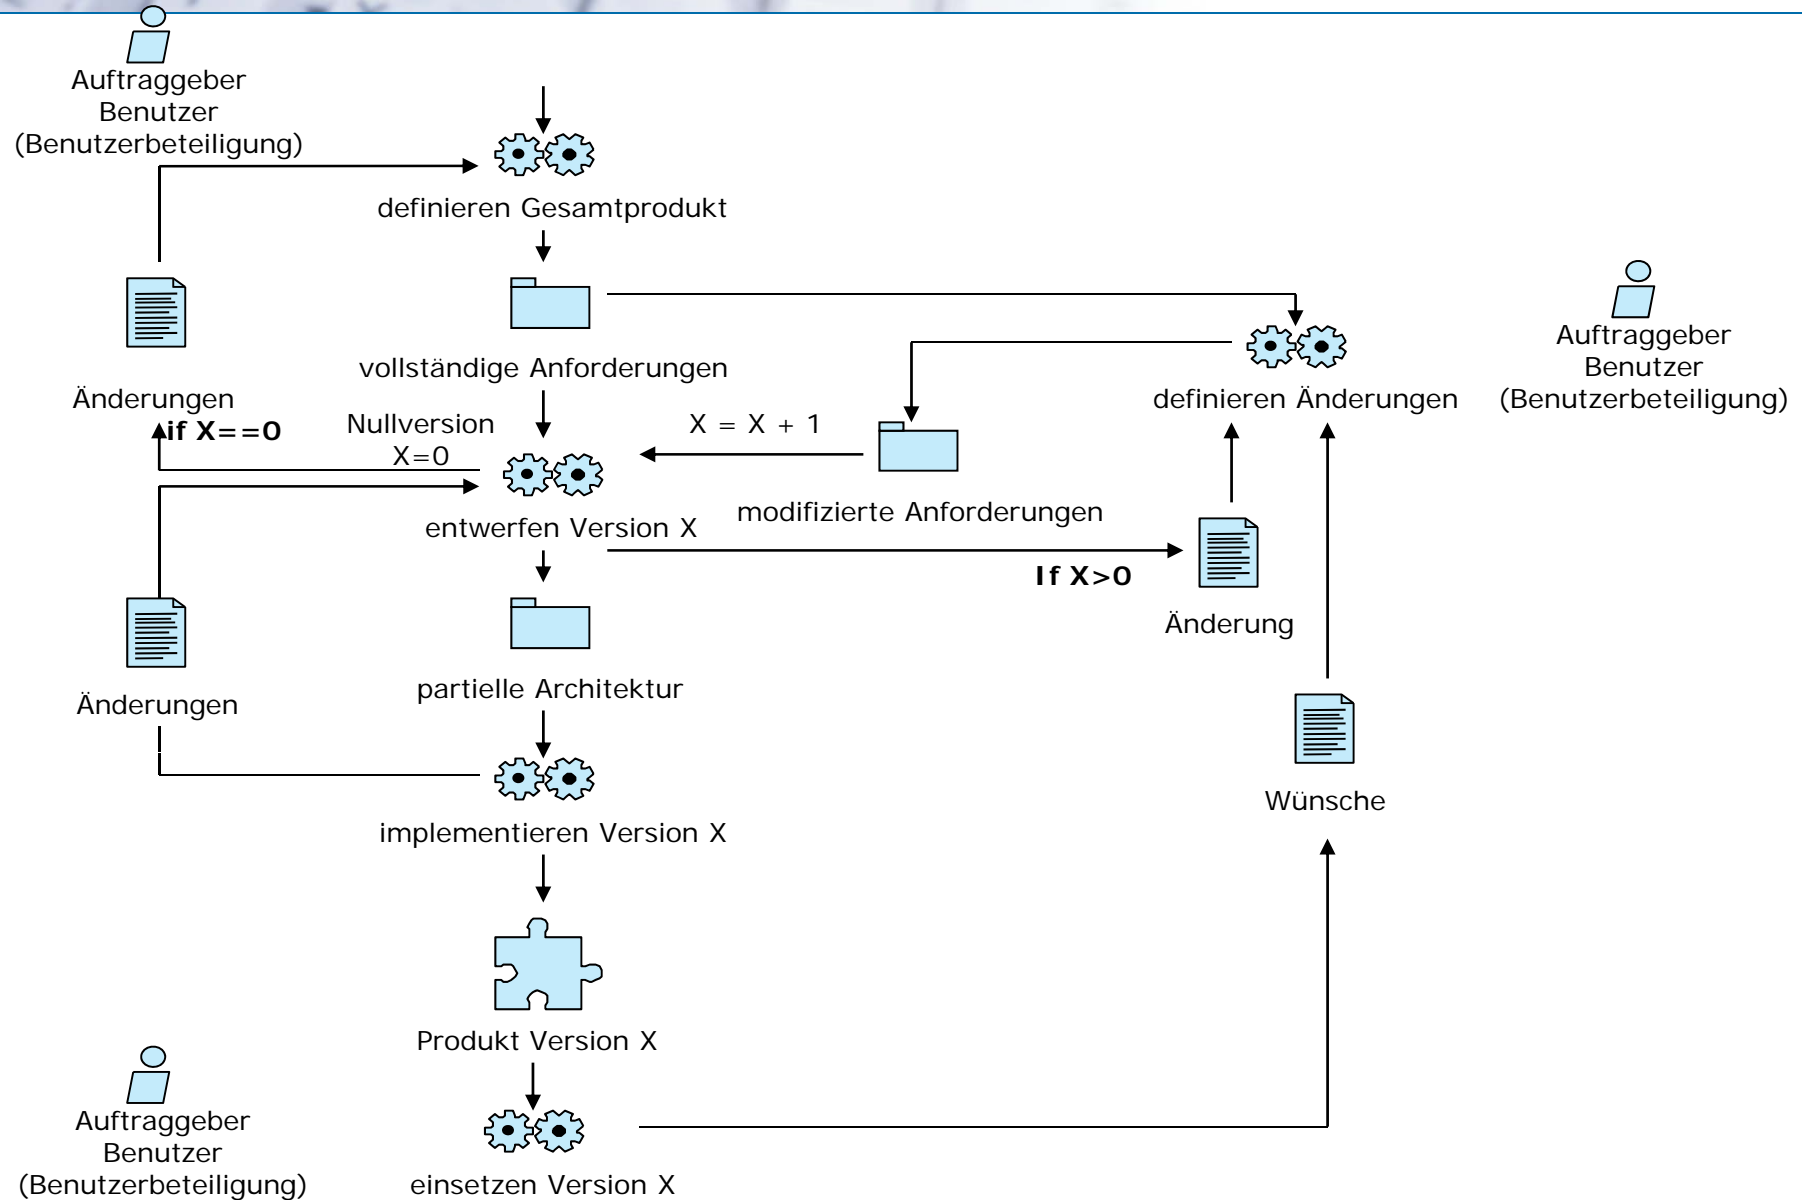 Auftraggeber
Benutzer
(Benutzerbeteiligung)
definieren Gesamtprodukt
vollständige Anforderungen
Änderungen
if X==0
Nullversion
X=0
X = X + 1
definieren Änderungen
Auftraggeber
Benutzer
(Benutzerbeteiligung)
entwerfen Version X
modifizierte Anforderungen
If X>0
Änderung
partielle Architektur
Änderungen
Wünsche
implementieren Version X
Produkt Version X
Auftraggeber
Benutzer
(Benutzerbeteiligung)
einsetzen Version X